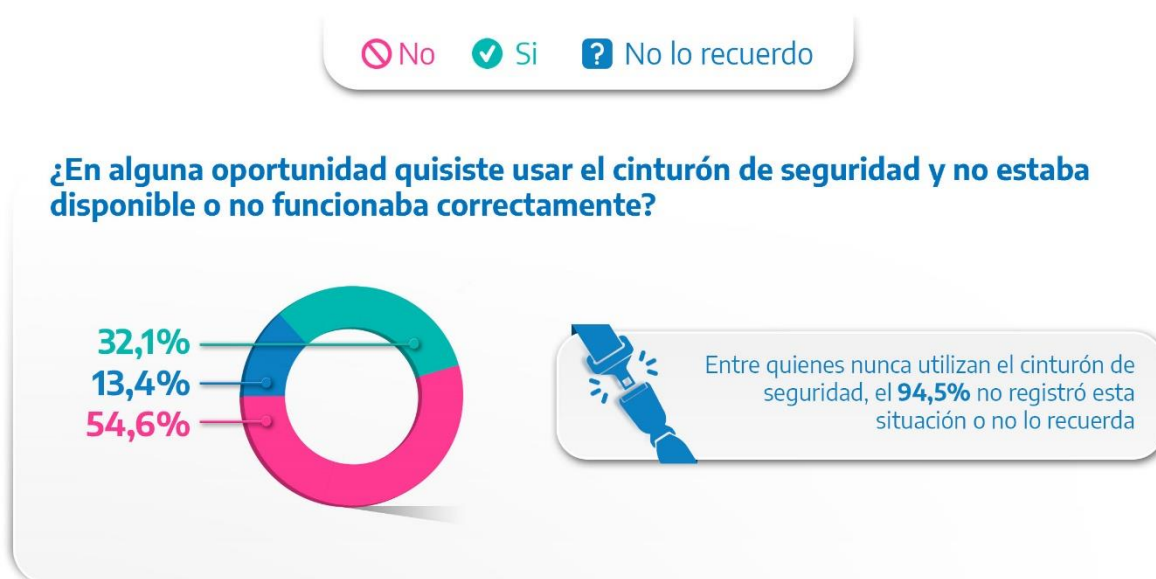 No Si ? No lo recuerdo
¿En alguna oportunidad quisiste usar el cinturón de seguridad y no estaba
disponible o no funcionaba correctamente?
32,1%
13,4%
54,6%
Entre quienes nunca utilizan el cinturón de
seguridad, el 94,5% no registró esta
situación o no lo recuerda